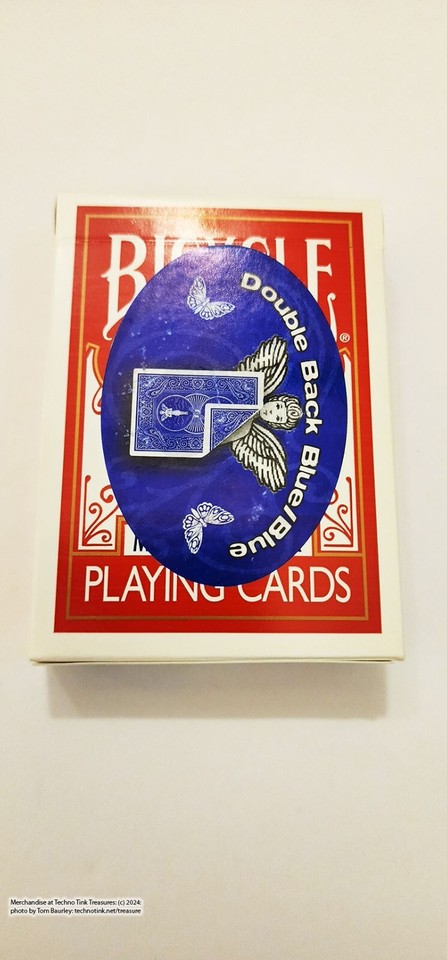 BICYCLE
®
Double Back Blue/Blue
PLAYING CARDS
Merchandise at Techno Tink Treasures: (c) 2024:
photo by Tom Baurley: technotink.net/treasure